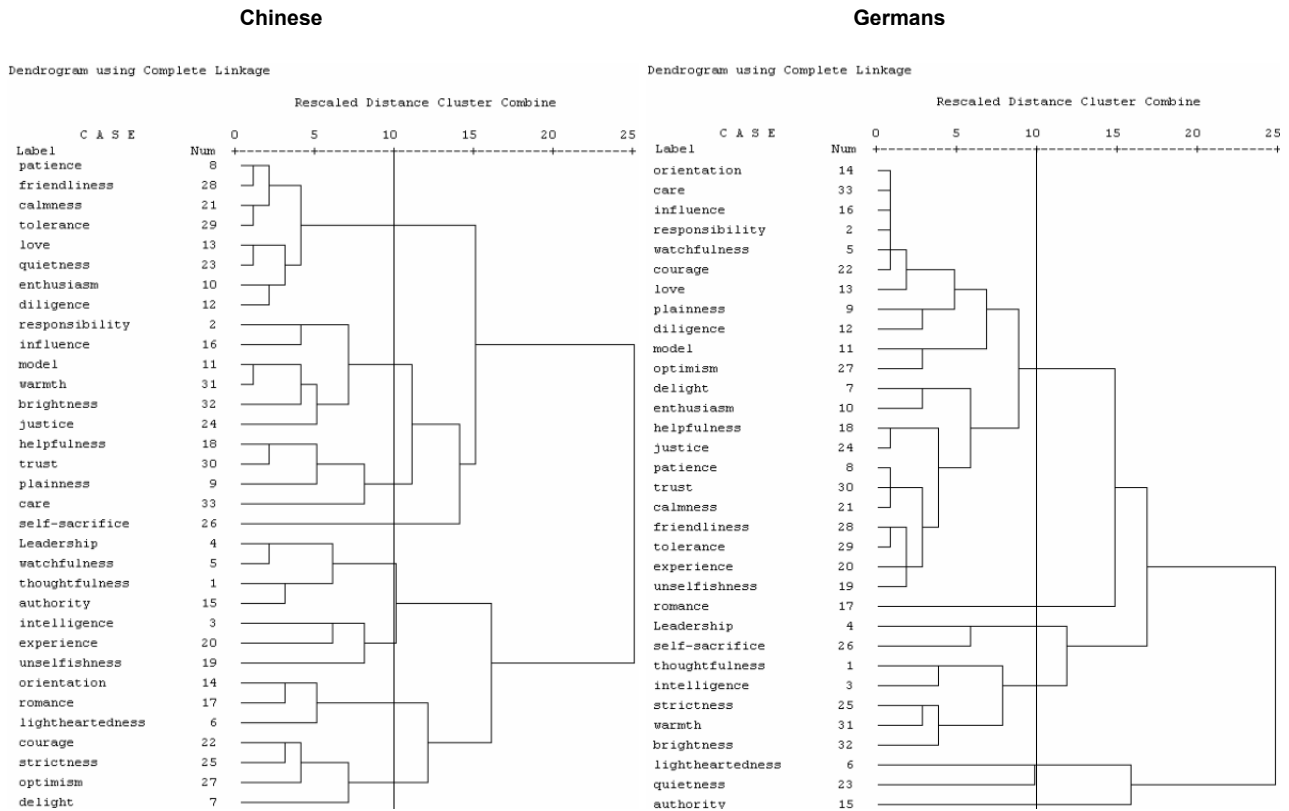 Chinese
Germans
Dendrogram using Complete Linkage
Rescaled Distance Cluster Combine
C A S E 0 5 10 15 20 25
Label Num
patience 8
friendliness 28
calmness 21
tolerance 29
love 13
quietness 23
enthusiasm 10
diligence 12
responsibility 2
influence 16
model 11
warmth 31
brightness 32
justice 24
helpfulness 18
trust 30
plainness 9
care 33
self-sacrifice 26
Leadership 4
watchfulness 5
thoughtfulness 1
authority 15
intelligence 3
experience 20
unselfishness 19
orientation 14
romance 17
lightheartedness 6
courage 22
strictness 25
optimism 27
delight 7
Dendrogram using Complete Linkage
Rescaled Distance Cluster Combine
C A S E 0 5 10 15 20 25
Label Num
orientation 14
care 33
influence 16
responsibility 2
watchfulness 5
courage 22
love 13
plainness 9
diligence 12
model 11
optimism 27
delight 7
enthusiasm 10
helpfulness 18
justice 24
patience 8
trust 30
calmness 21
friendliness 28
tolerance 29
experience 20
unselfishness 19
romance 17
Leadership 4
self-sacrifice 26
thoughtfulness 1
intelligence 3
strictness 25
warmth 31
brightness 32
lightheartedness 6
quietness 23
authority 15